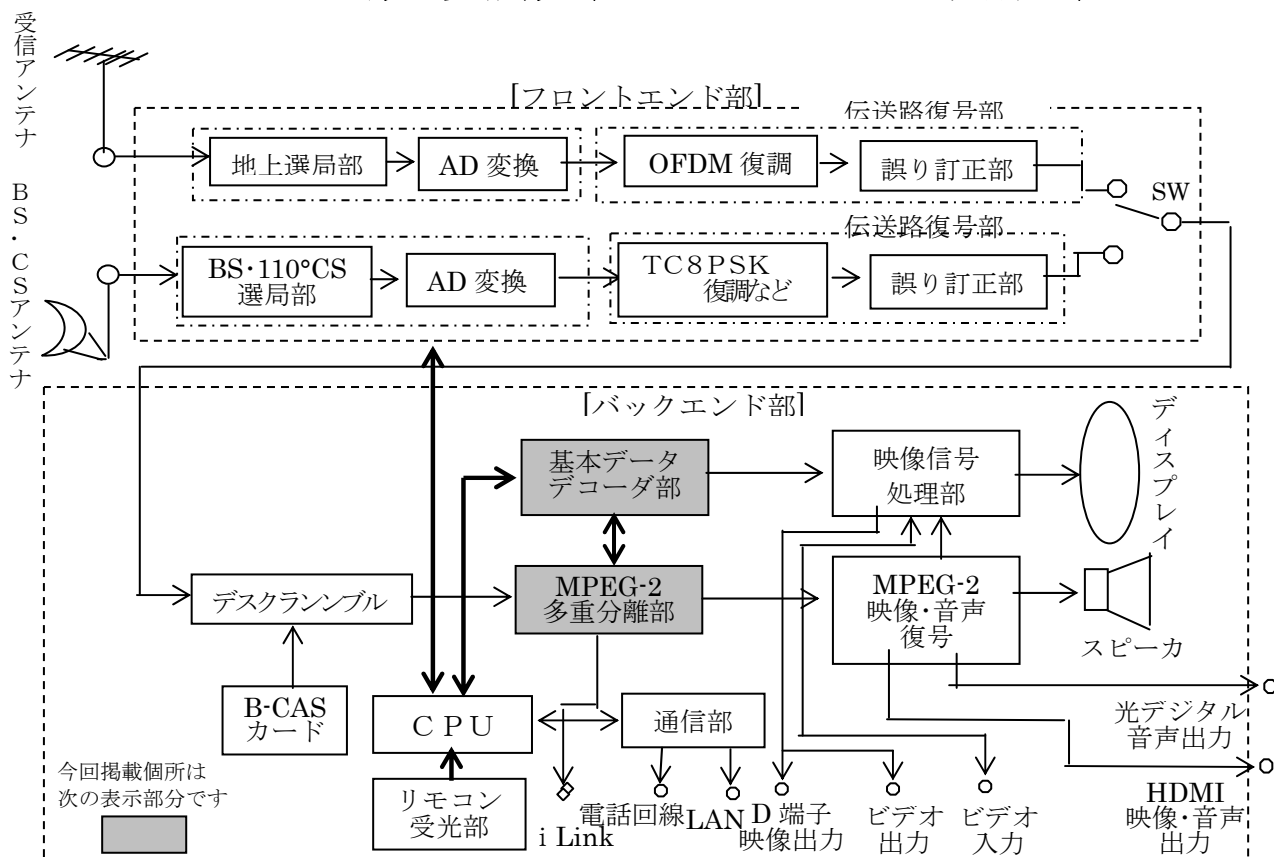 受信アンテナ
BS・CSアンテナ
[フロントエンド部]
伝送路復号部
地上選局部
AD 変換
OFDM 復調
誤り訂正部
SW
伝送路復号部
BS・110°CS
選局部
AD 変換
TC8PSK
復調など
誤り訂正部
[バックエンド部]
基本データ
デコーダ部
映像信号
処理部
ディスプレイ
デスクランンブル
MPEG-2
多重分離部
MPEG-2
映像・音声
復号
スピーカ
B-CAS
カード
CPU
通信部
光デジタル
音声出力
今回掲載個所は
次の表示部分です
リモコン
受光部
i Link
電話回線
LAN
D 端子
映像出力
ビデオ
出力
ビデオ
入力
HDMI
映像・音声
出力